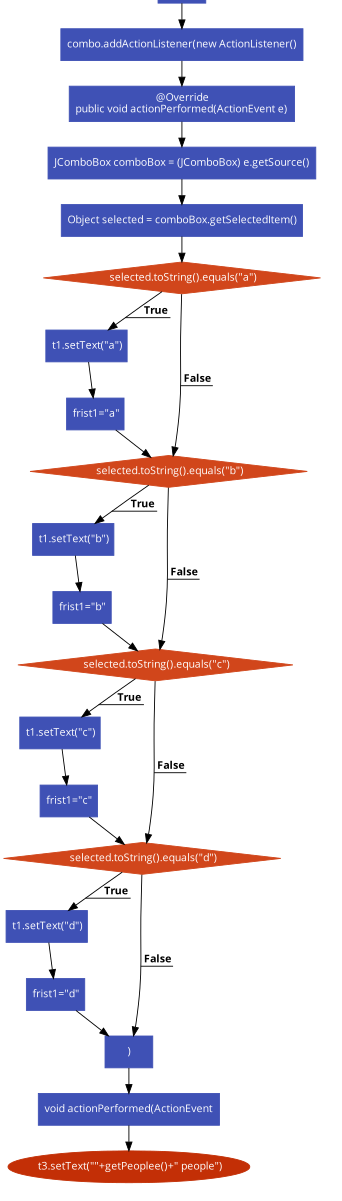 combo.addActionListener(new ActionListener()
@Override
public void actionPerformed(ActionEvent e)
JComboBox comboBox = (JComboBox) e.getSource()
Object selected = comboBox.getSelectedItem()
selected.toString().equals("a")
True
t1.setText("a")
False
frist1="a"
selected.toString().equals("b")
True
t1.setText("b")
False
frist1="b"
selected.toString().equals("c")
True
t1.setText("c")
False
frist1="c"
selected.toString().equals("d")
True
t1.setText("d")
False
frist1="d"
)
void actionPerformed(ActionEvent
t3.setText(""+getPeoplee()+" people")